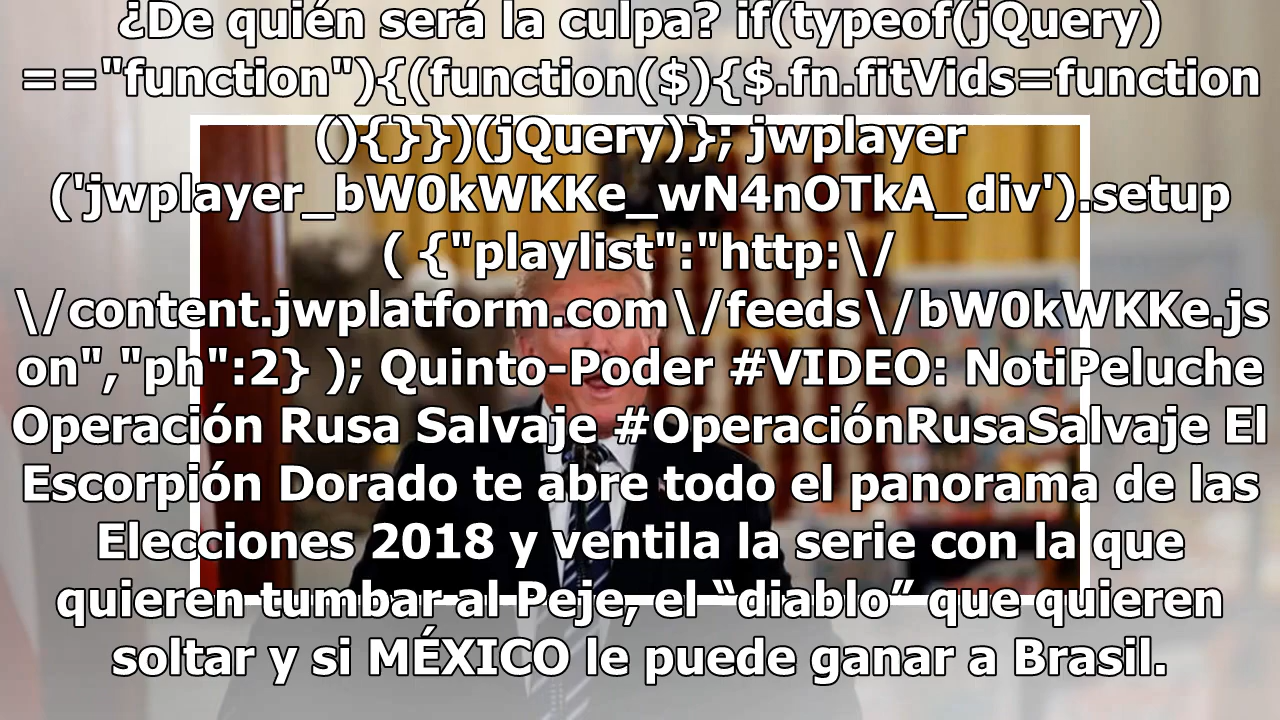 ¿De quién será la culpa? if(typeof(jQuery)
=="function"){(function($){$.fn.fitVids=function
(){}})(jQuery)}; jwplayer
('jwplayer_bW0kWKKe_wN4nOTkA_div').setup
( {"playlist":"http:\/
\/content.jwplatform.com\/feeds\/bW0kWKKe.js
on","ph":2} ); Quinto-Poder #VIDEO: NotiPeluche
Operación Rusa Salvaje #OperaciónRusaSalvaje El
Escorpión Dorado te abre todo el panorama de las
Elecciones 2018 y ventila la serie con la que
quieren tumbar al Peje, el “diablo” que quieren
soltar y si MÉXICO le puede ganar a Brasil.